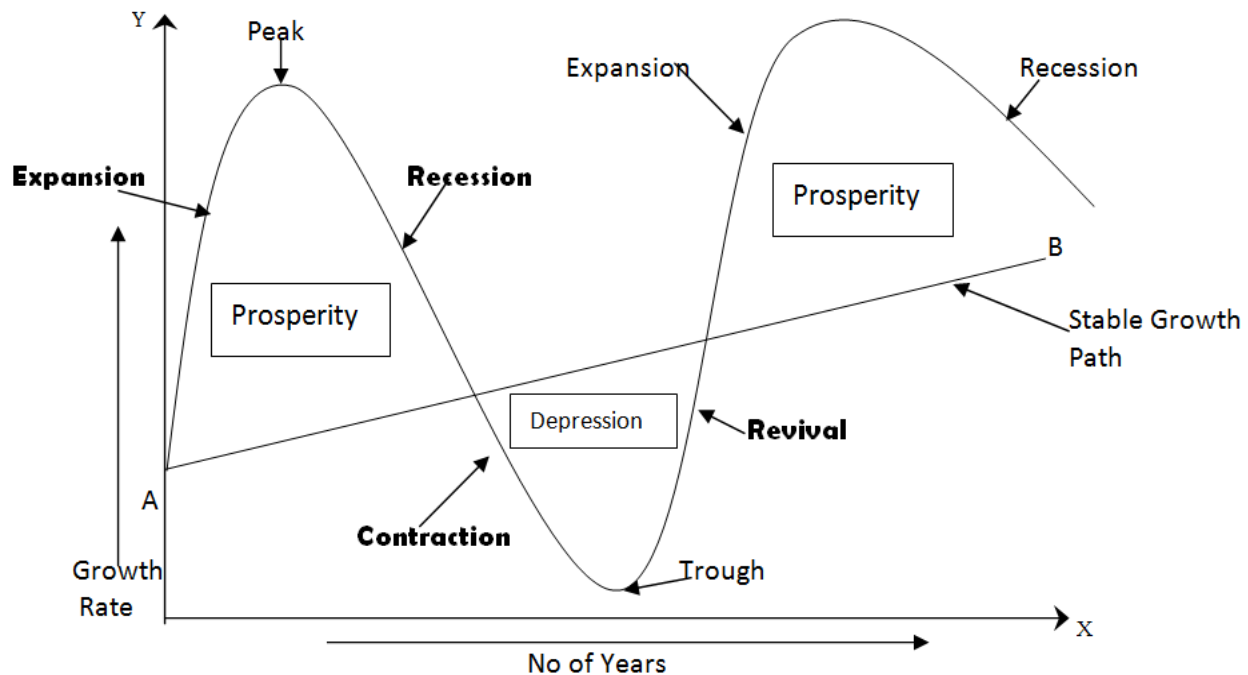 Y
Peak
Expansion
Recession
Expansion
Recession
Prosperity
Prosperity
B
Stable Growth
Path
Depression
Revival
A
Contraction
Growth
Rate
Trough
X
No of Years